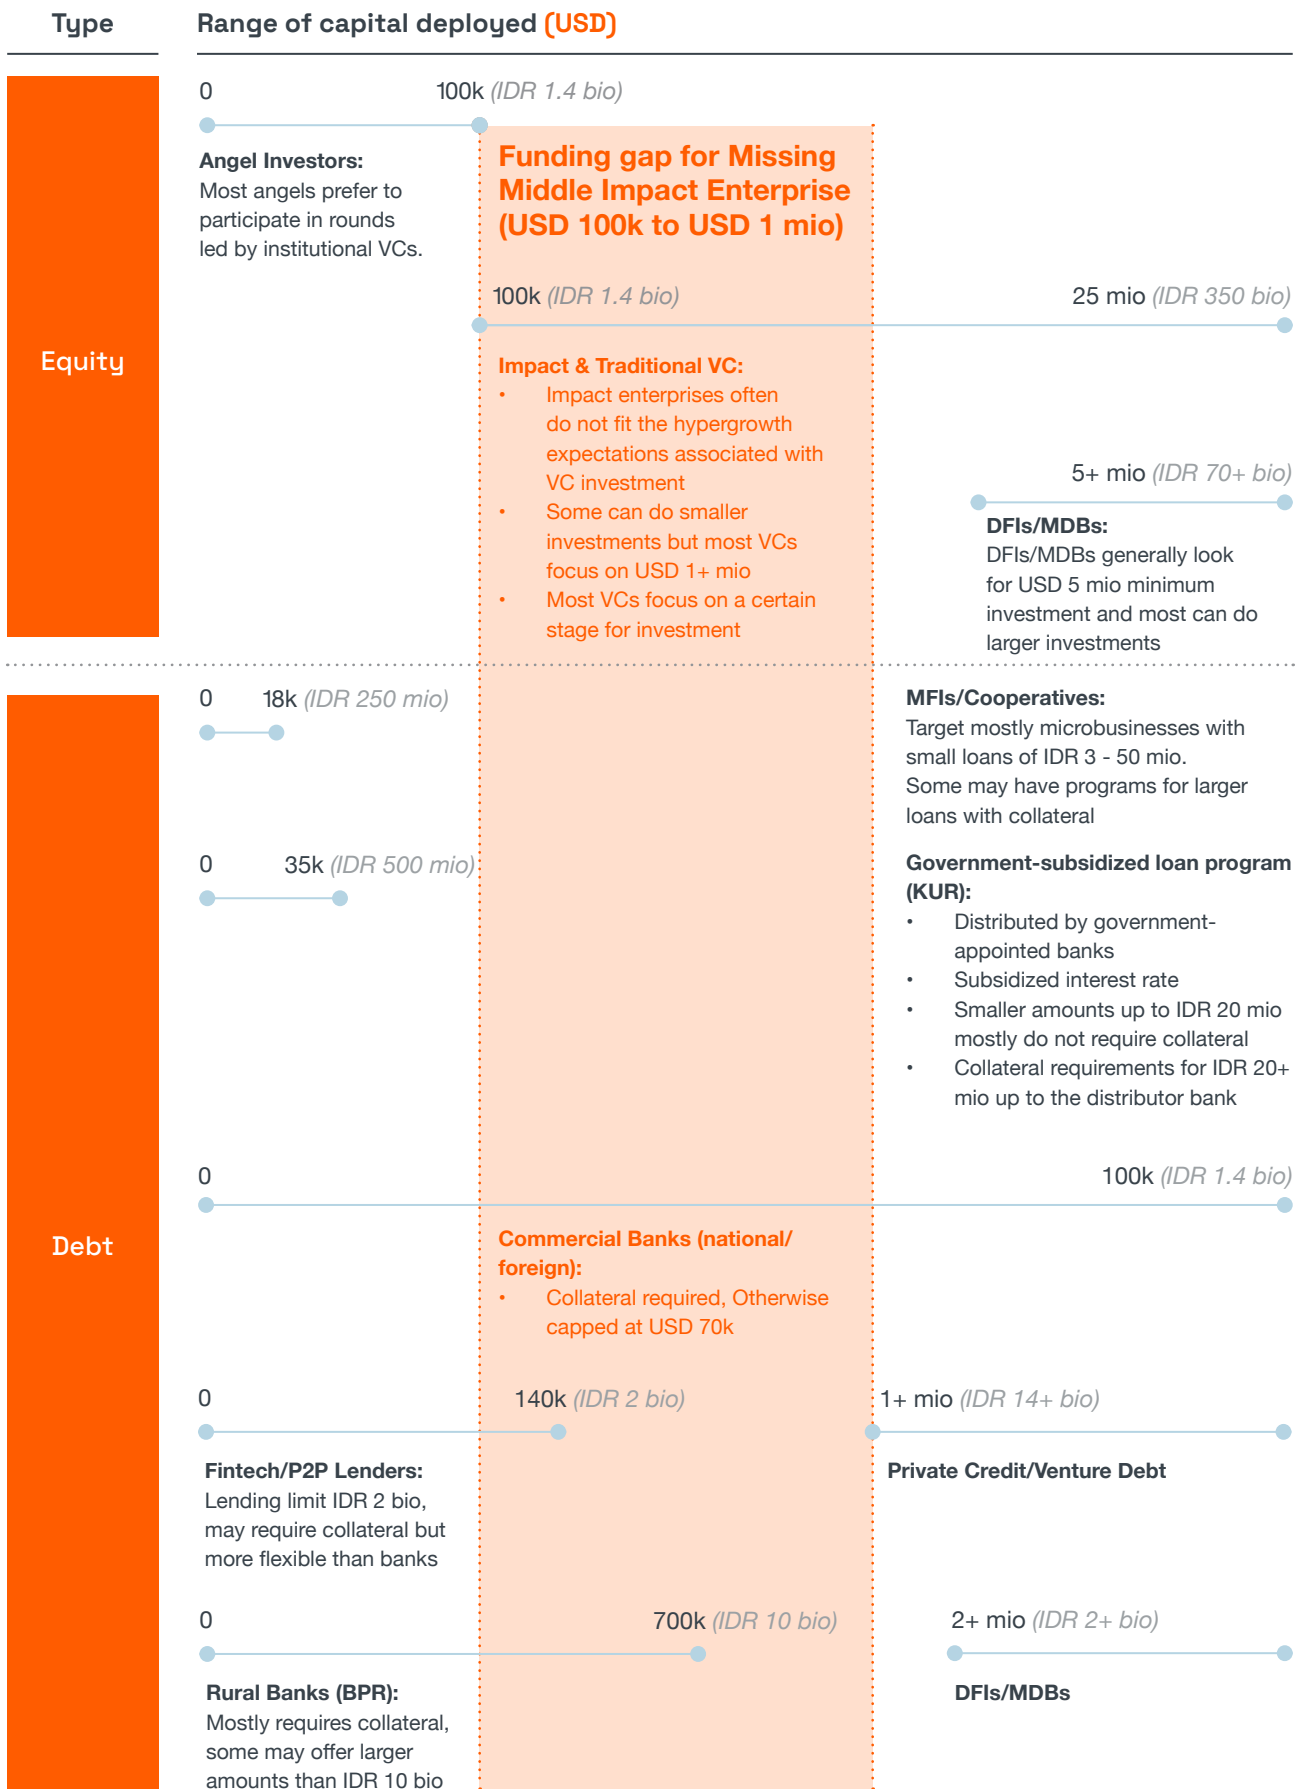 Type
Range of capital deployed (USD)
Equity
0
100k (IDR 1.4 bio)
Angel Investors:
Most angels prefer to
participate in rounds
led by institutional VCs.
Funding gap for Missing
Middle Impact Enterprise
(USD 100k to USD 1 mio)
100k (IDR 1.4 bio)
25 mio (IDR 350 bio)
Impact & Traditional VC:
• Impact enterprises often
do not fit the hypergrowth
expectations associated with
VC investment
• Some can do smaller
investments but most VCs
focus on USD 1+ mio
• Most VCs focus on a certain
stage for investment
5+ mio (IDR 70+ bio)
DFIs/MDBs:
DFIs/MDBs generally look
for USD 5 mio minimum
investment and most can do
larger investments
Debt
0
18k (IDR 250 mio)
MFIs/Cooperatives:
Target mostly microbusinesses with
small loans of IDR 3 - 50 mio.
Some may have programs for larger
loans with collateral
0
35k (IDR 500 mio)
Government-subsidized loan program
(KUR):
• Distributed by government-
appointed banks
• Subsidized interest rate
• Smaller amounts up to IDR 20 mio
mostly do not require collateral
• Collateral requirements for IDR 20+
mio up to the distributor bank
0
100k (IDR 1.4 bio)
Commercial Banks (national/
foreign):
• Collateral required, Otherwise
capped at USD 70k
0
140k (IDR 2 bio)
Fintech/P2P Lenders:
Lending limit IDR 2 bio,
may require collateral but
more flexible than banks
1+ mio (IDR 14+ bio)
Private Credit/Venture Debt
0
700k (IDR 10 bio)
Rural Banks (BPR):
Mostly requires collateral,
some may offer larger
amounts than IDR 10 bio
2+ mio (IDR 2+ bio)
DFIs/MDBs